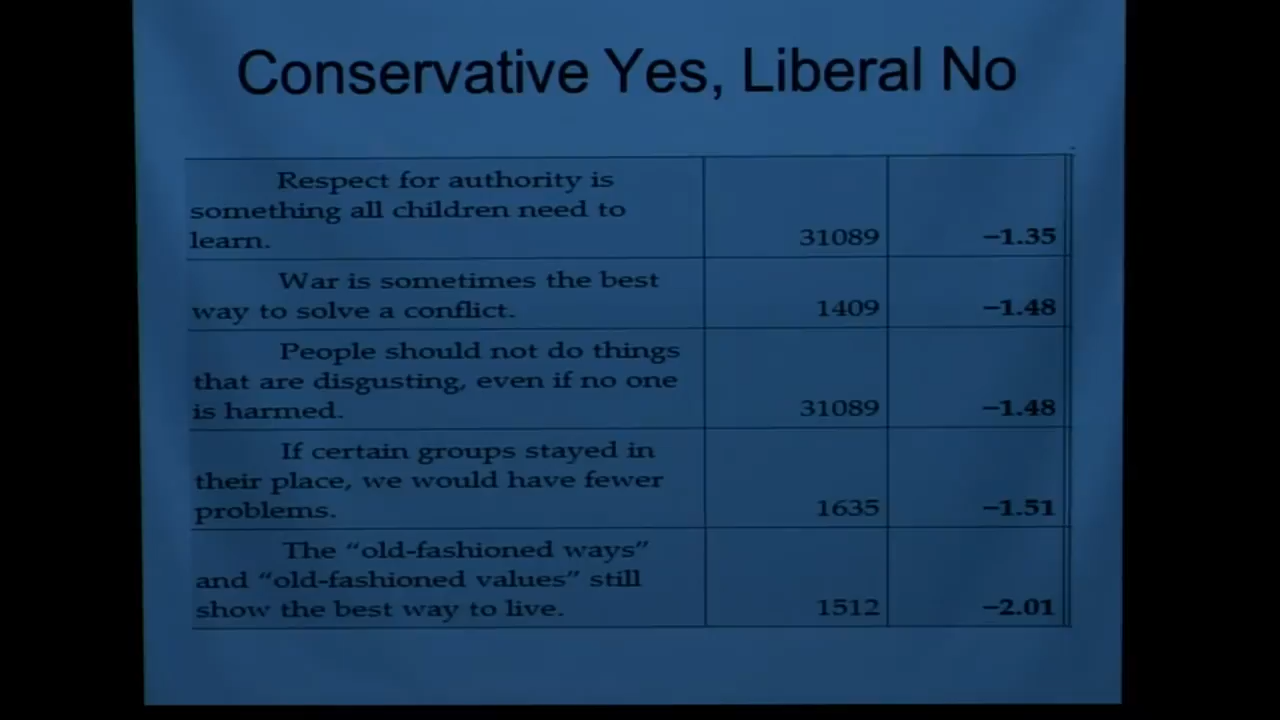 Conservative Yes, Liberal No
Respect for authority is
something all children need to
learn.
31089
–1.35
War is sometimes the best
way to solve a conflict.
1409
–1.48
People should not do things
that are disgusting, even if no one
is harmed.
31089
–1.48
If certain groups stayed in
their place, we would have fewer
problems.
1635
–1.51
The “old-fashioned ways”
and “old-fashioned values” still
show the best way to live.
1512
–2.01